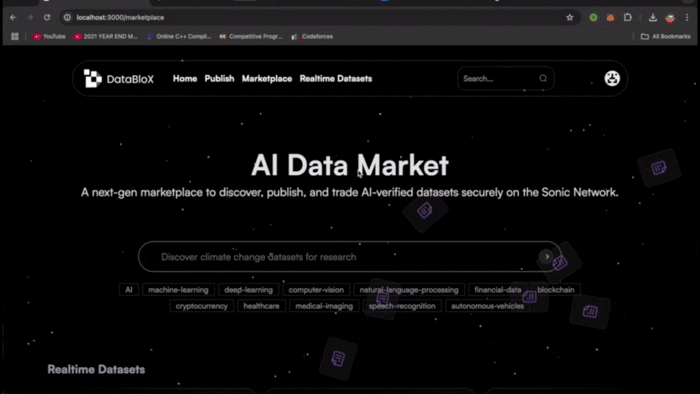 localhost:3000/marketplace
YouTube 2021 YEAR END M... Online C++ Compil... Competitive Progr... Codeforces All Bookmarks
DataBloX Home Publish Marketplace Realtime Datasets Search...
AI Data Market
A next-gen marketplace to discover, publish, and trade AI-verified datasets securely on the Sonic Network.
Discover climate change datasets for research
AI machine-learning deep-learning computer-vision natural-language-processing financial-data blockchain
cryptocurrency healthcare medical-imaging speech-recognition autonomous-vehicles
Realtime Datasets